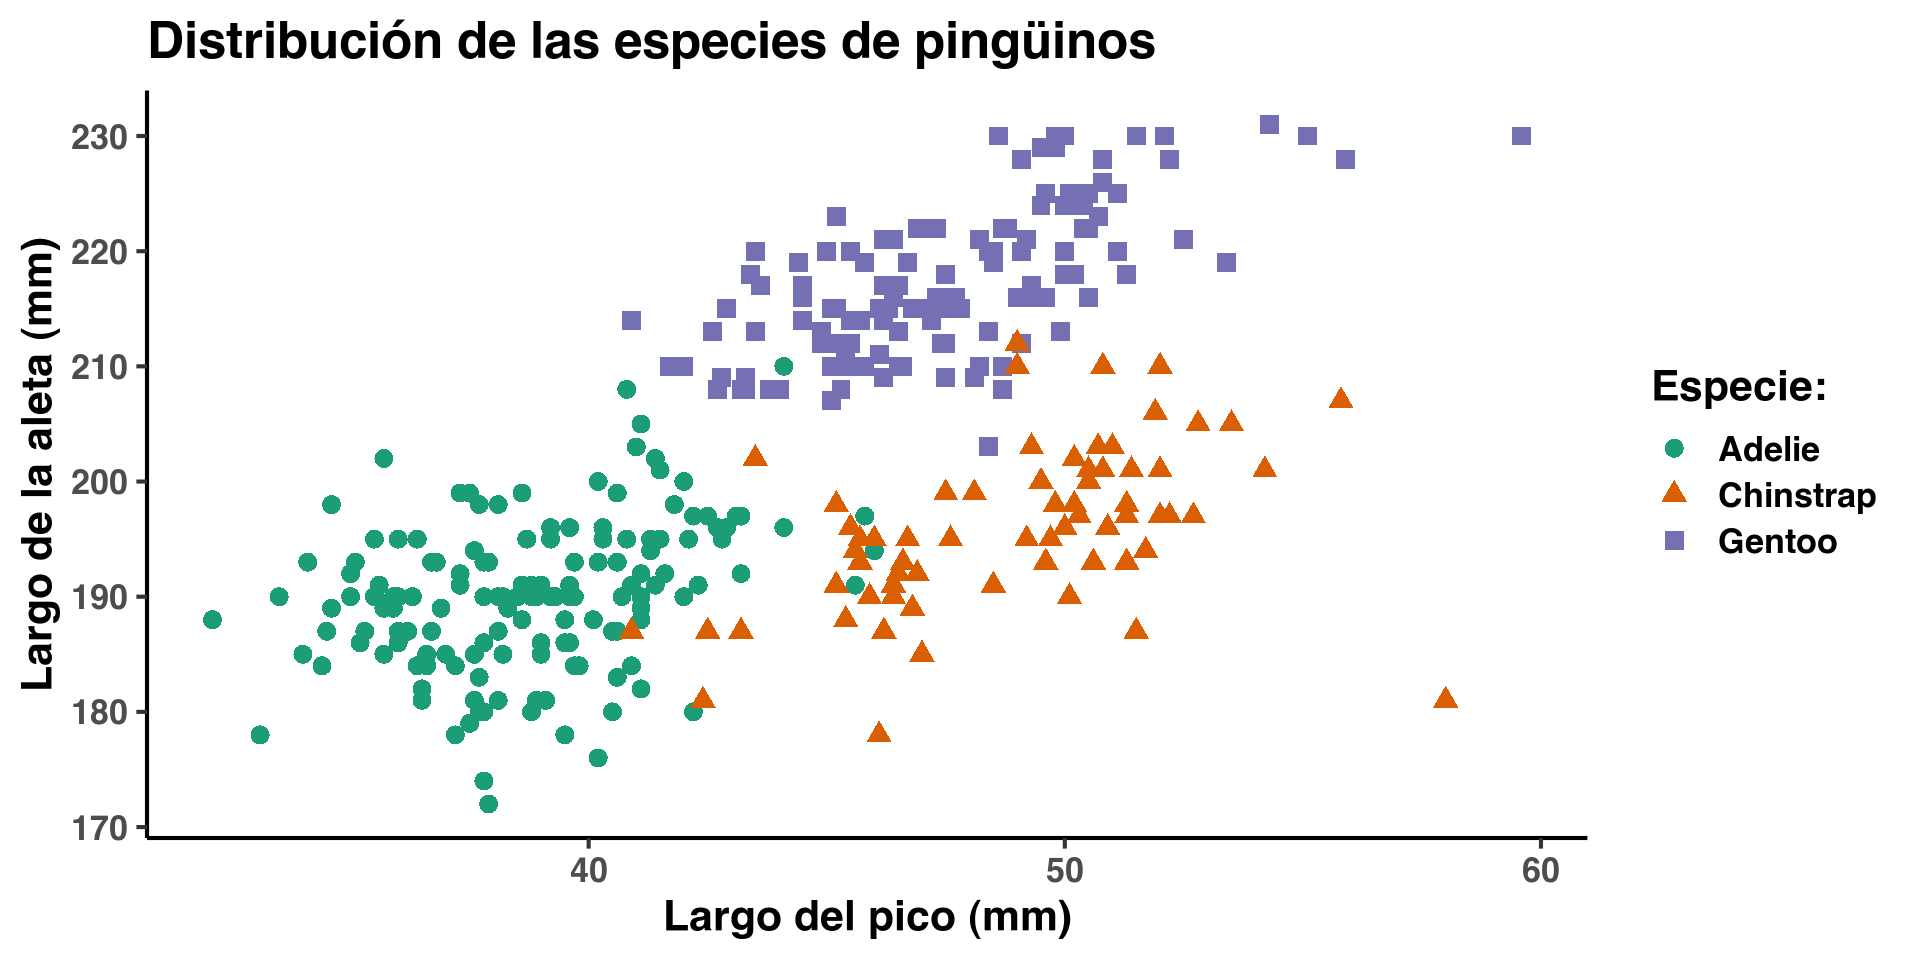 Distribución de las especies de pingüinos
Largo de la aleta (mm)
230
220
210
200
190
180
170
40 50 60
Largo del pico (mm)
Especie:
Adelie
Chinstrap
Gentoo